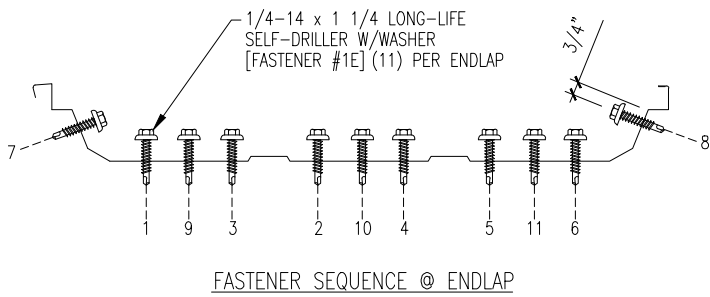 1/4-14 x 1 1/4 LONG-LIFE
SELF-DRILLER W/WASHER
[FASTENER #1E] (11) PER ENDLAP
3/4"
7
8
1 9 3 2 10 4 5 11 6
FASTENER SEQUENCE @ ENDLAP